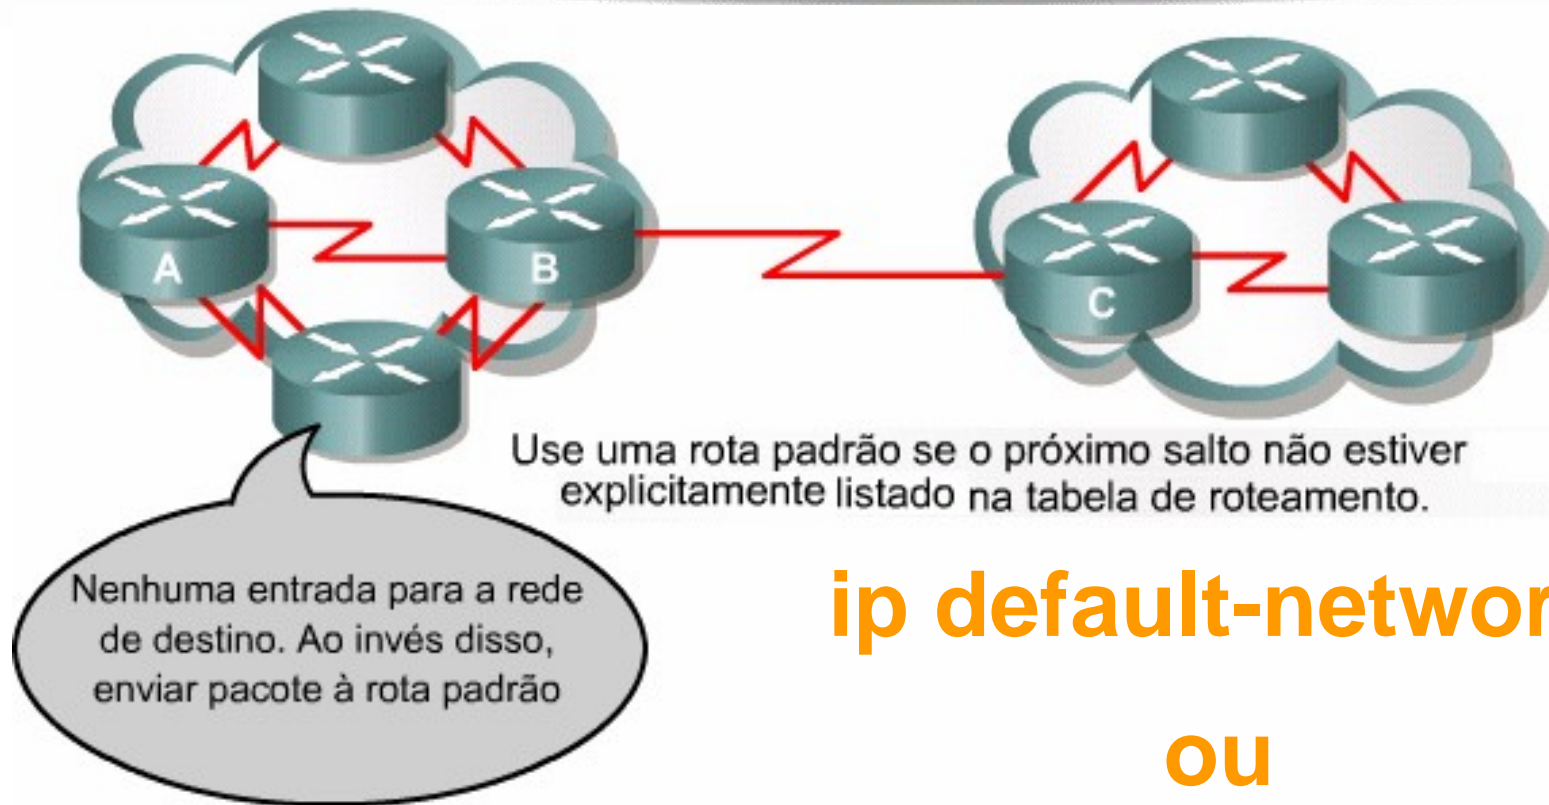 A
B
C
Use uma rota padrão se o próximo salto não estiver
explicitamente listado na tabela de roteamento.
Nenhuma entrada para a rede
de destino. Ao invés disso,
enviar pacote à rota padrão
ip default-networ
ou